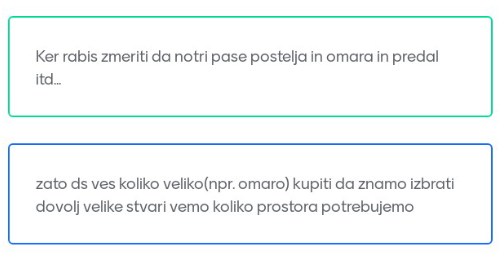 Ker rabis zmeriti da notri pase postelja in omara in predal
itd...
zato ds ves koliko veliko(npr. omaro) kupiti da znamo izbrati
dovolj velike stvari vemo koliko prostora potrebujemo